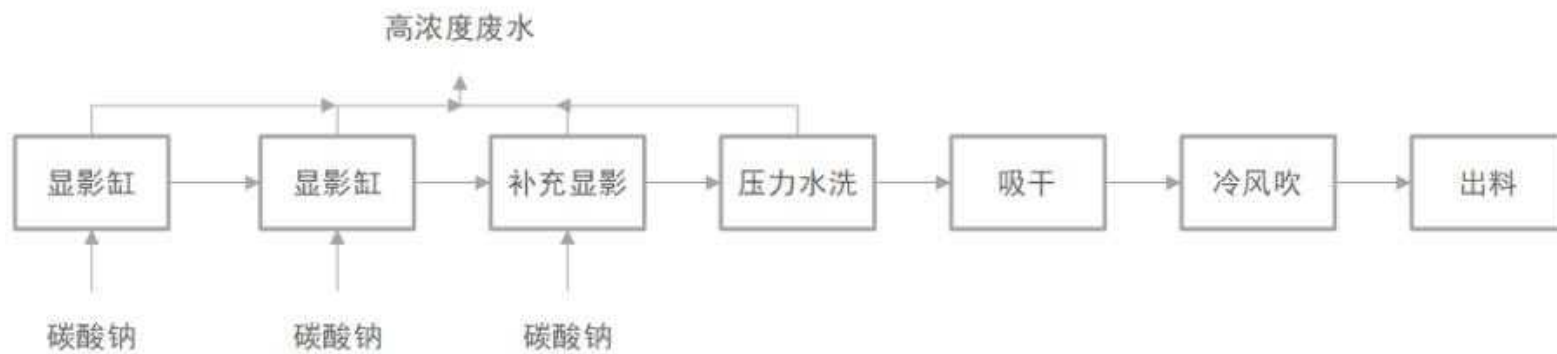 高浓度废水
显影缸
显影缸
补充显影
压力水洗
吸干
冷风吹
出料
碳酸钠
碳酸钠
碳酸钠